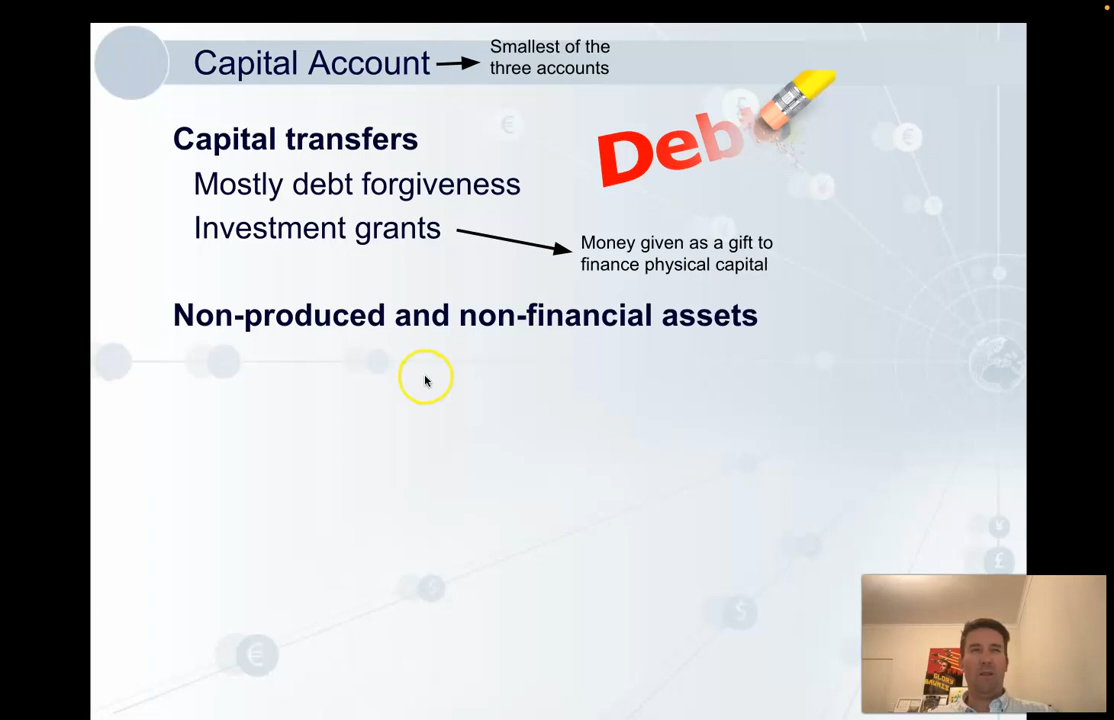 Capital Account
Smallest of the
three accounts
Capital transfers
Mostly debt forgiveness
Investment grants
Money given as a gift to
finance physical capital
Non-produced and non-financial assets
Deb
GLORY